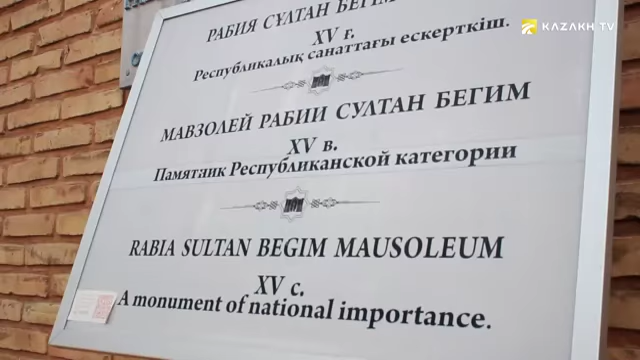 KAZAKH TV
РАБИЯ СҰЛТАН БЕГІМ
XV ғ.
Республикалық санаттағы ескерткіш.
МАВЗОЛЕЙ РАБИИ СУЛТАН БЕГИМ
XV в.
Памятник Республиканской категории
RABIA SULTAN BEGIM MAUSOLEUM
XV c.
A monument of national importance.